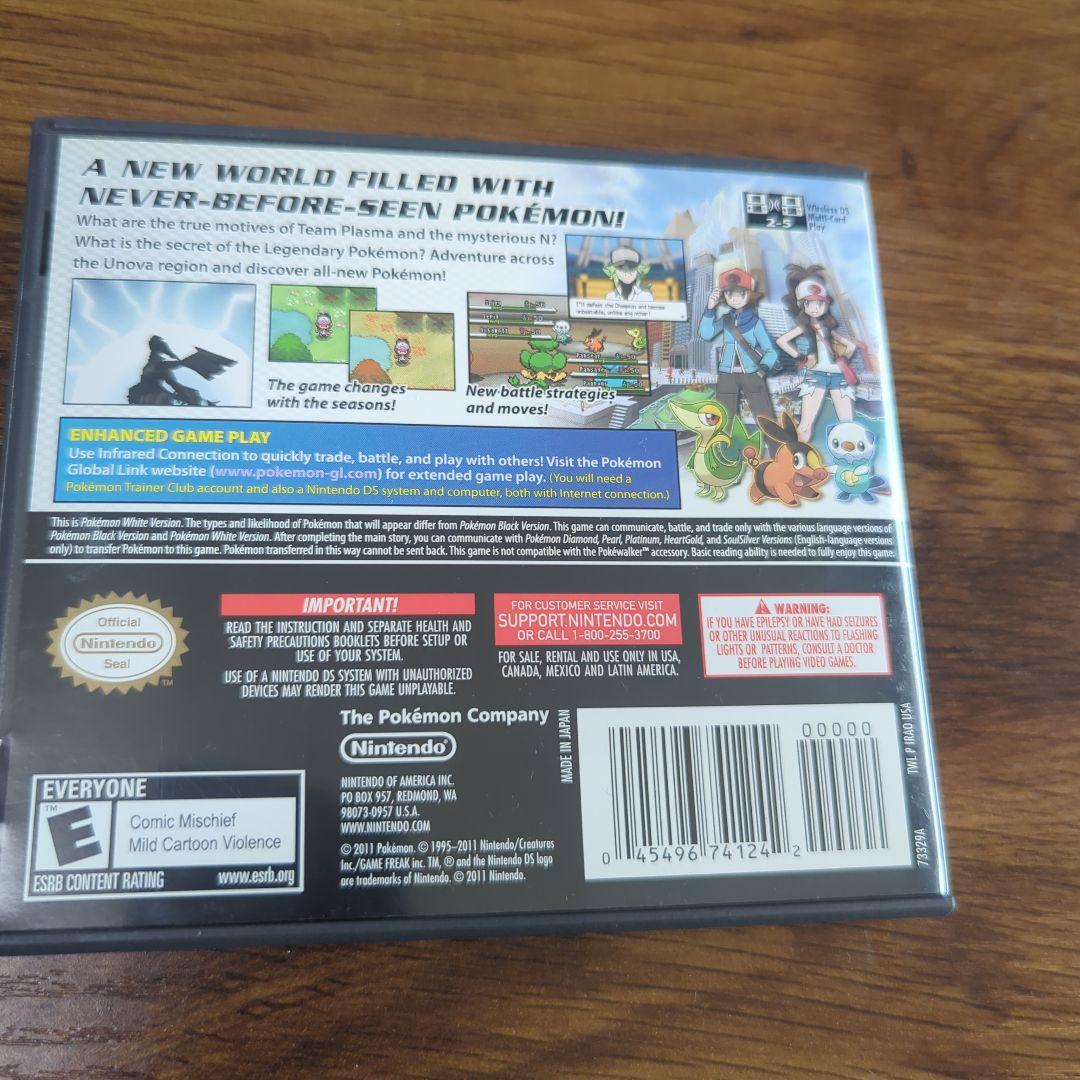 A NEW WORLD FILLED WITH
NEVER-BEFORE-SEEN POKÉMON!
What are the true motives of Team Plasma and the mysterious N?
What is the secret of the Legendary Pokémon? Adventure across
the Unova region and discover all-new Pokémon!
2-5
Wireless DS
Multi-Card
Play
I'll defeat the Champion and become
unbeatable, unlike any other!
The game changes
with the seasons!
New battle strategies
and moves!
ENHANCED GAME PLAY
Use Infrared Connection to quickly trade, battle, and play with others! Visit the Pokémon
Global Link website (www.pokemon-gl.com) for extended game play. (You will need a
Pokémon Trainer Club account and also a Nintendo DS system and computer, both with Internet connection.)
This is Pokémon White Version. The types and likelihood of Pokémon that will appear differ from Pokémon Black Version. This game can communicate, battle, and trade only with the various language versions of
Pokémon Black Version and Pokémon White Version. After completing the main story, you can communicate with Pokémon Diamond, Pearl, Platinum, HeartGold, and SoulSilver Versions (English-language versions
only) to transfer Pokémon to this game. Pokémon transferred in this way cannot be sent back. This game is not compatible with the Pokéwalker™ accessory. Basic reading ability is needed to fully enjoy this game.
Official
Nintendo
Seal
TM
IMPORTANT!
READ THE INSTRUCTION AND SEPARATE HEALTH AND
SAFETY PRECAUTIONS BOOKLETS BEFORE SETUP OR
USE OF YOUR SYSTEM.
USE OF A NINTENDO DS SYSTEM WITH UNAUTHORIZED
DEVICES MAY RENDER THIS GAME UNPLAYABLE.
FOR CUSTOMER SERVICE VISIT
SUPPORT.NINTENDO.COM
OR CALL 1-800-255-3700
FOR SALE, RENTAL AND USE ONLY IN USA,
CANADA, MEXICO AND LATIN AMERICA.
WARNING:
IF YOU HAVE EPILEPSY OR HAVE HAD SEIZURES
OR OTHER UNUSUAL REACTIONS TO FLASHING
LIGHTS OR PATTERNS, CONSULT A DOCTOR
BEFORE PLAYING VIDEO GAMES.
The Pokémon Company
Nintendo®
NINTENDO OF AMERICA INC.
PO BOX 957, REDMOND, WA
98073-0957 U.S.A.
WWW.NINTENDO.COM
© 2011 Pokémon. © 1995–2011 Nintendo/Creatures
Inc./GAME FREAK inc. TM, ® and the Nintendo DS logo
are trademarks of Nintendo. © 2011 Nintendo.
MADE IN JAPAN
00000
0 45496 74124 2
TWL P IRAO USA
73329A
EVERYONE
TM
E
Comic Mischief
Mild Cartoon Violence
ESRB CONTENT RATING www.esrb.org